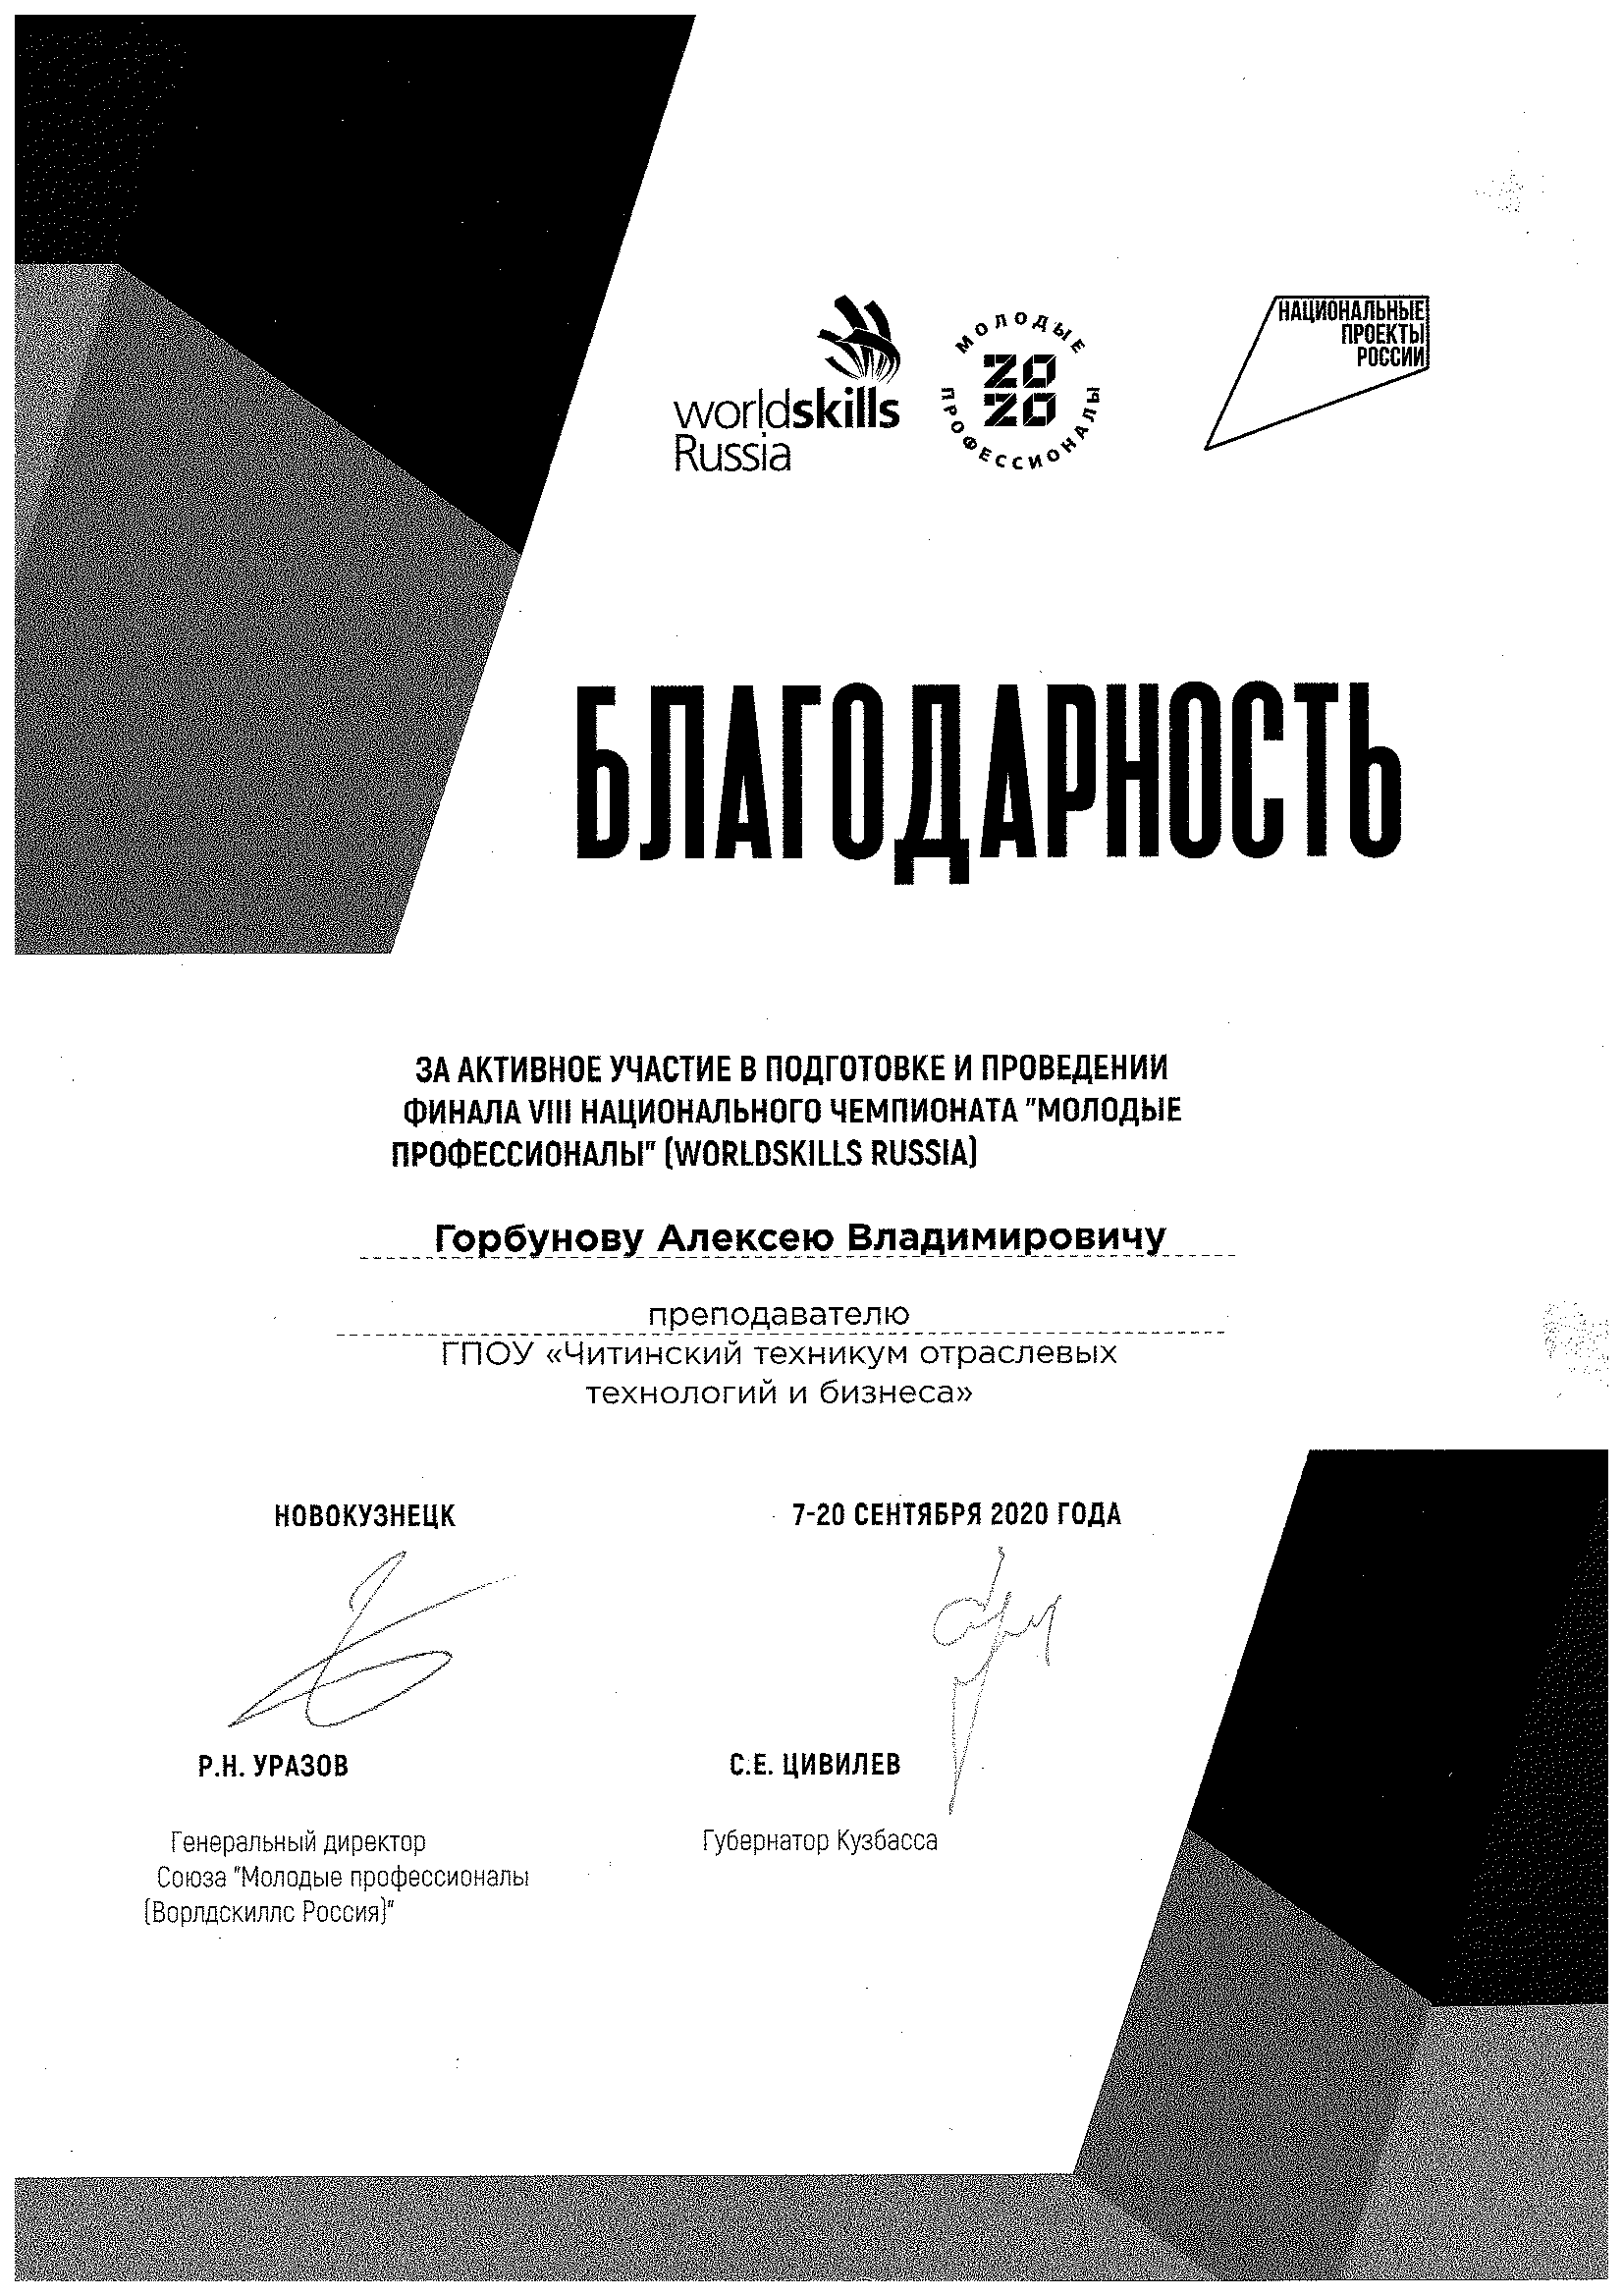 worldskills
Russia
МОЛОДЫЕ
ПРОФЕССИОНАЛЫ
20
20
НАЦИОНАЛЬНЫЕ
ПРОЕКТЫ
РОССИИ
БЛАГОДАРНОСТЬ
ЗА АКТИВНОЕ УЧАСТИЕ В ПОДГОТОВКЕ И ПРОВЕДЕНИИ
ФИНАЛА VIII НАЦИОНАЛЬНОГО ЧЕМПИОНАТА "МОЛОДЫЕ
ПРОФЕССИОНАЛЫ" (WORLDSKILLS RUSSIA)
Горбунову Алексею Владимировичу
преподавателю
ГПОУ «Читинский техникум отраслевых
технологий и бизнеса»
НОВОКУЗНЕЦК
7-20 СЕНТЯБРЯ 2020 ГОДА
Р.Н. УРАЗОВ
С.Е. ЦИВИЛЕВ
Генеральный директор
Союза "Молодые профессионалы
(Ворлдскиллс Россия)"
Губернатор Кузбасса